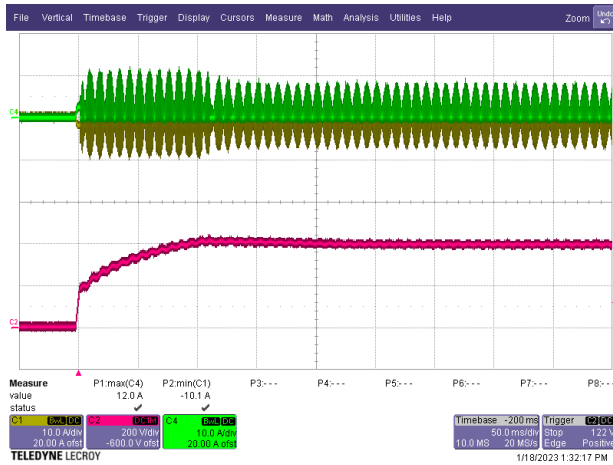 File Vertical Timebase Trigger Display Cursors Measure Math Analysis Utilities Help Zoom Undo
C4
C2
Measure P1:max(C4) P2:min(C1) P3:--- P4:--- P5:--- P6:--- P7:--- P8:---
value 12.0 A -10.1 A
status ✓ ✓
C1 BwL DC C2 DC1M C4 BwL DC Timebase -200 ms Trigger C2 DC
10.0 A/div 200 V/div 10.0 A/div 50.0 ms/div Stop 122 V
20.00 A ofst -600.0 V ofst 20.00 A ofst 10.0 MS 20 MS/s Edge Positive
TELEDYNE LECROY 1/18/2023 1:32:17 PM